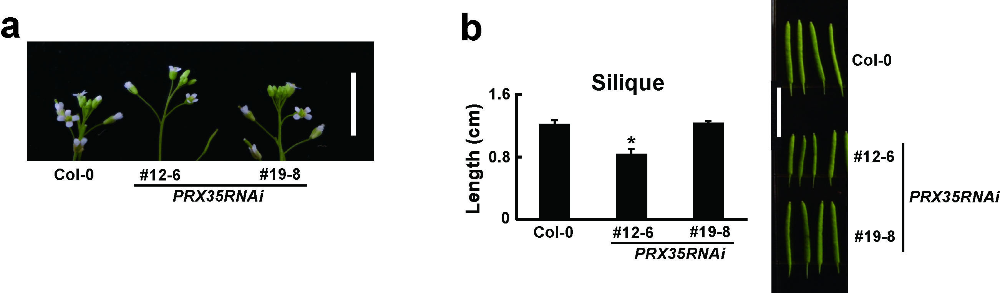 a
Col-0
#12-6
#19-8
PRX35RNAi
b
Silique
Length (cm)
1.6
0.8
0
*
Col-0
#12-6
#19-8
PRX35RNAi
Col-0
#12-6
#19-8
PRX35RNAi